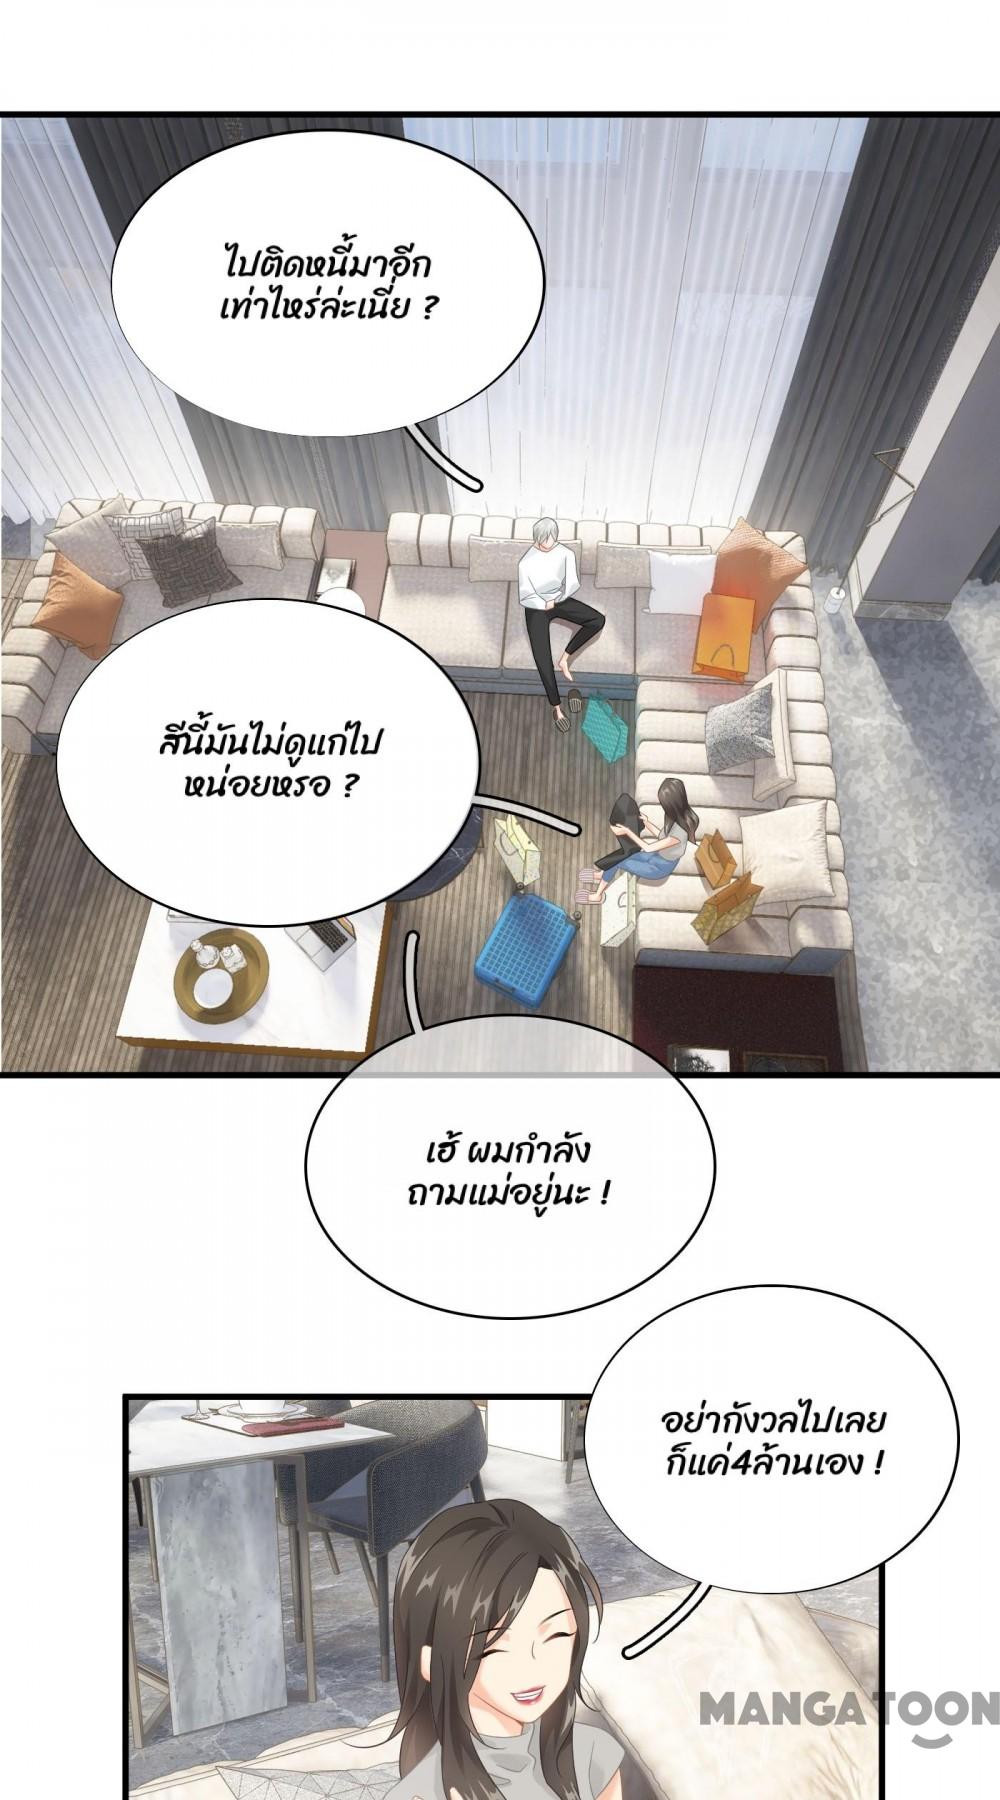 ไปติดหนี้มาอีก
เท่าไหร่ล่ะเนี่ย ?
สีนี้มันไม่ดูแก่ไป
หน่อยหรอ ?
เฮ้ ผมกำลัง
ถามแม่อยู่นะ !
อย่ากังวลไปเลย
ก็แค่4ล้านเอง !
MANGATOON